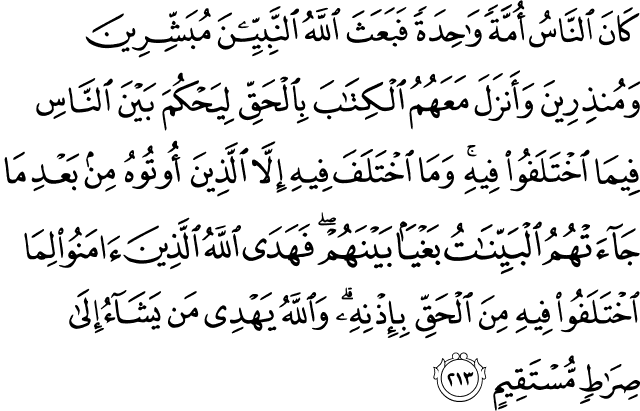 كَانَ ٱلنَّاسُ أُمَّةً وَٰحِدَةً فَبَعَثَ ٱللَّهُ ٱلنَّبِيِّـۧنَ مُبَشِّرِينَ
وَمُنذِرِينَ وَأَنزَلَ مَعَهُمُ ٱلْكِتَـٰبَ بِٱلْحَقِّ لِيَحْكُمَ بَيْنَ ٱلنَّاسِ
فِيمَا ٱخْتَلَفُوا۟ فِيهِ ۚ وَمَا ٱخْتَلَفَ فِيهِ إِلَّا ٱلَّذِينَ أُوتُوهُ مِنۢ بَعْدِ مَا
جَآءَتْهُمُ ٱلْبَيِّنَـٰتُ بَغْيًۢا بَيْنَهُمْ ۖ فَهَدَى ٱللَّهُ ٱلَّذِينَ ءَامَنُوا۟ لِمَا
ٱخْتَلَفُوا۟ فِيهِ مِنَ ٱلْحَقِّ بِإِذْنِهِۦ ۗ وَٱللَّهُ يَهْدِى مَن يَشَآءُ إِلَىٰ
صِرَٰطٍ مُّسْتَقِيمٍ ٢١٣